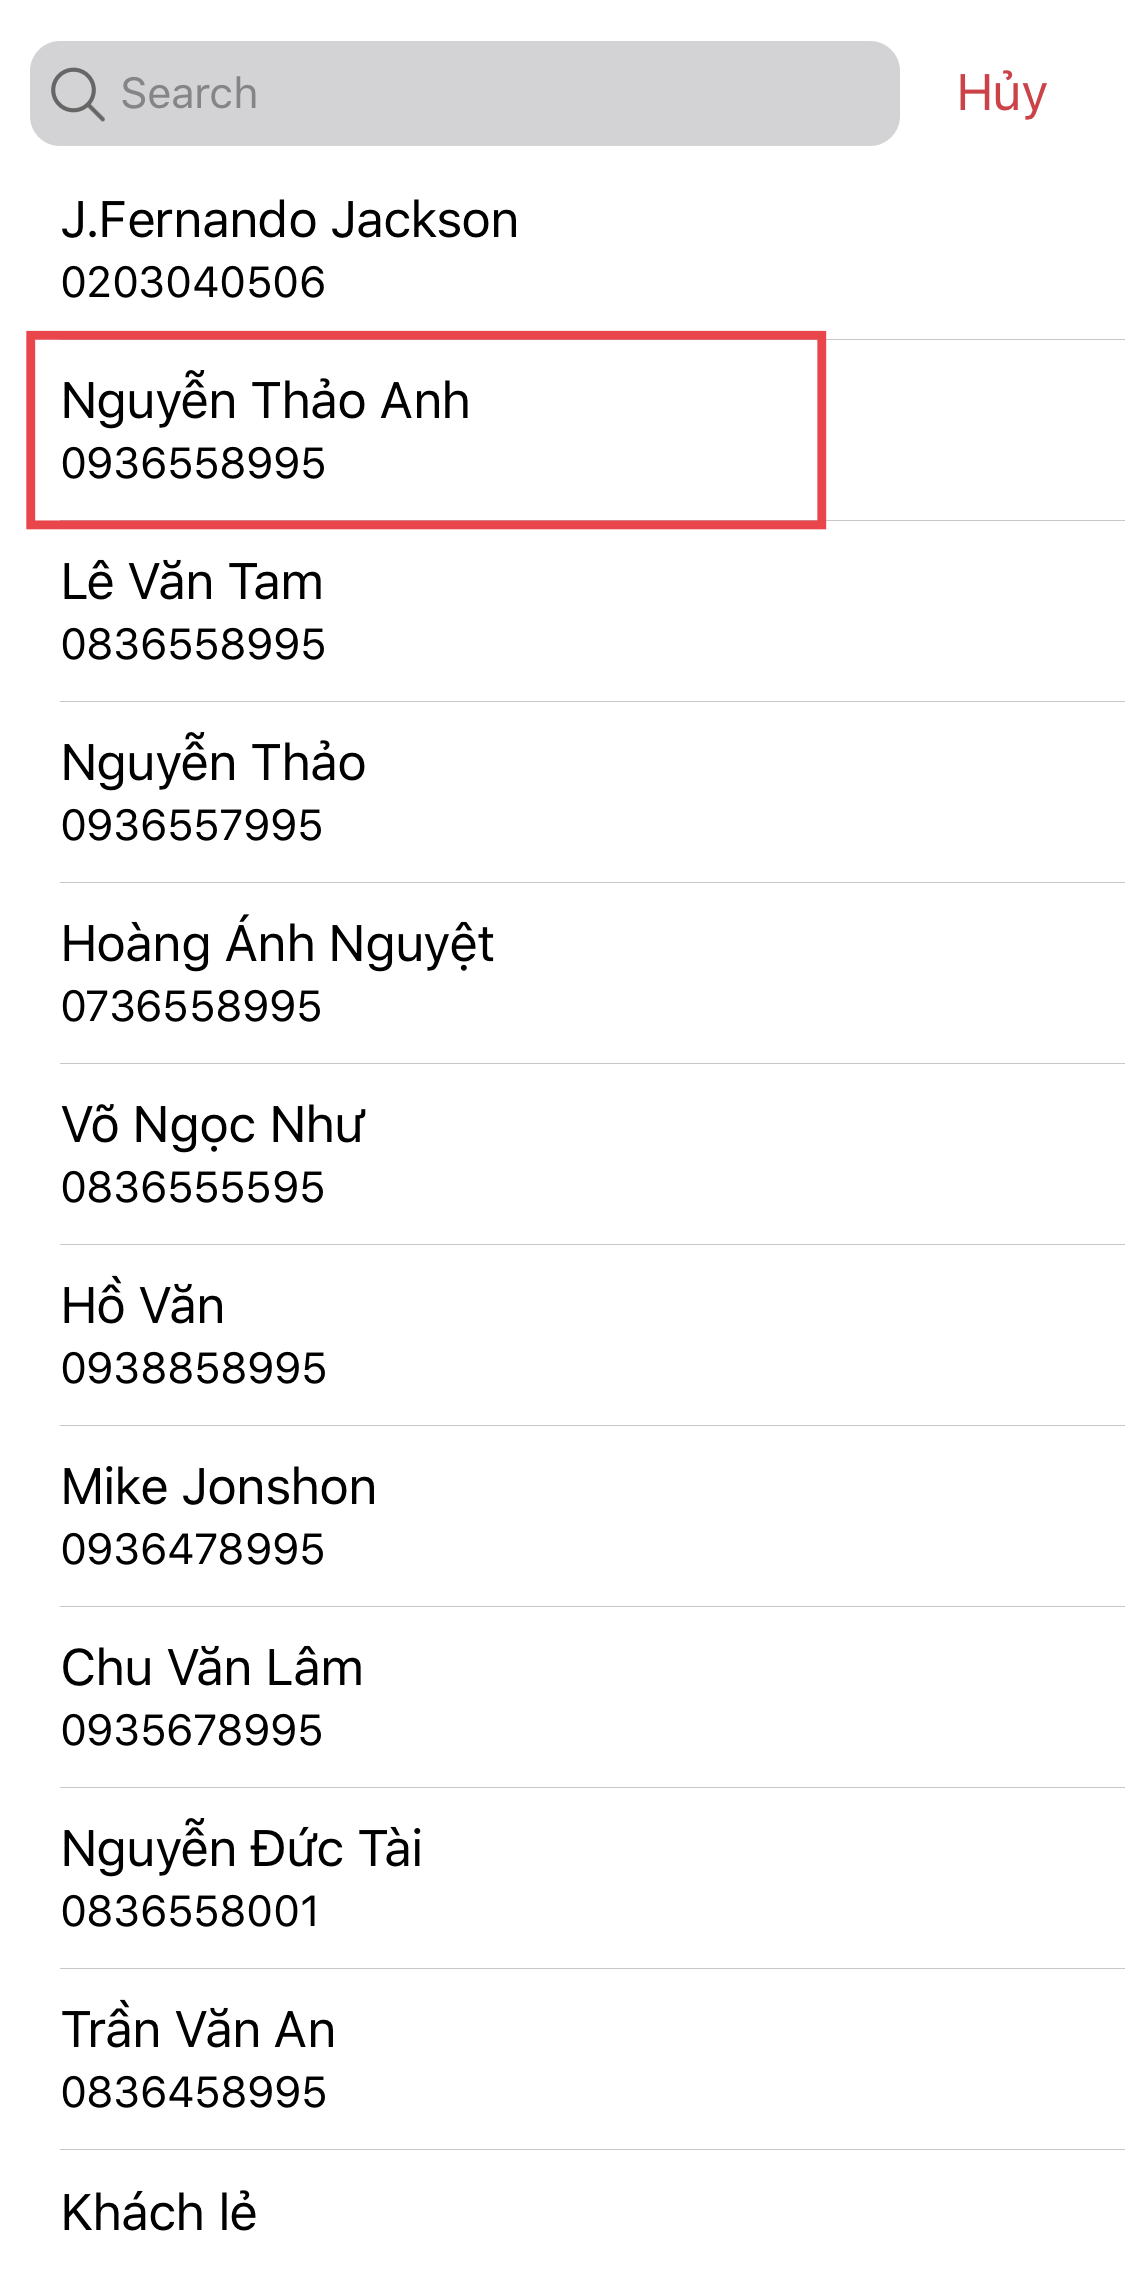 Search
Hủy
J.Fernando Jackson
0203040506
Nguyễn Thảo Anh
0936558995
Lê Văn Tam
0836558995
Nguyễn Thảo
0936557995
Hoàng Ánh Nguyệt
0736558995
Võ Ngọc Như
0836555595
Hồ Văn
0938858995
Mike Jonshon
0936478995
Chu Văn Lâm
0935678995
Nguyễn Đức Tài
0836558001
Trần Văn An
0836458995
Khách lẻ